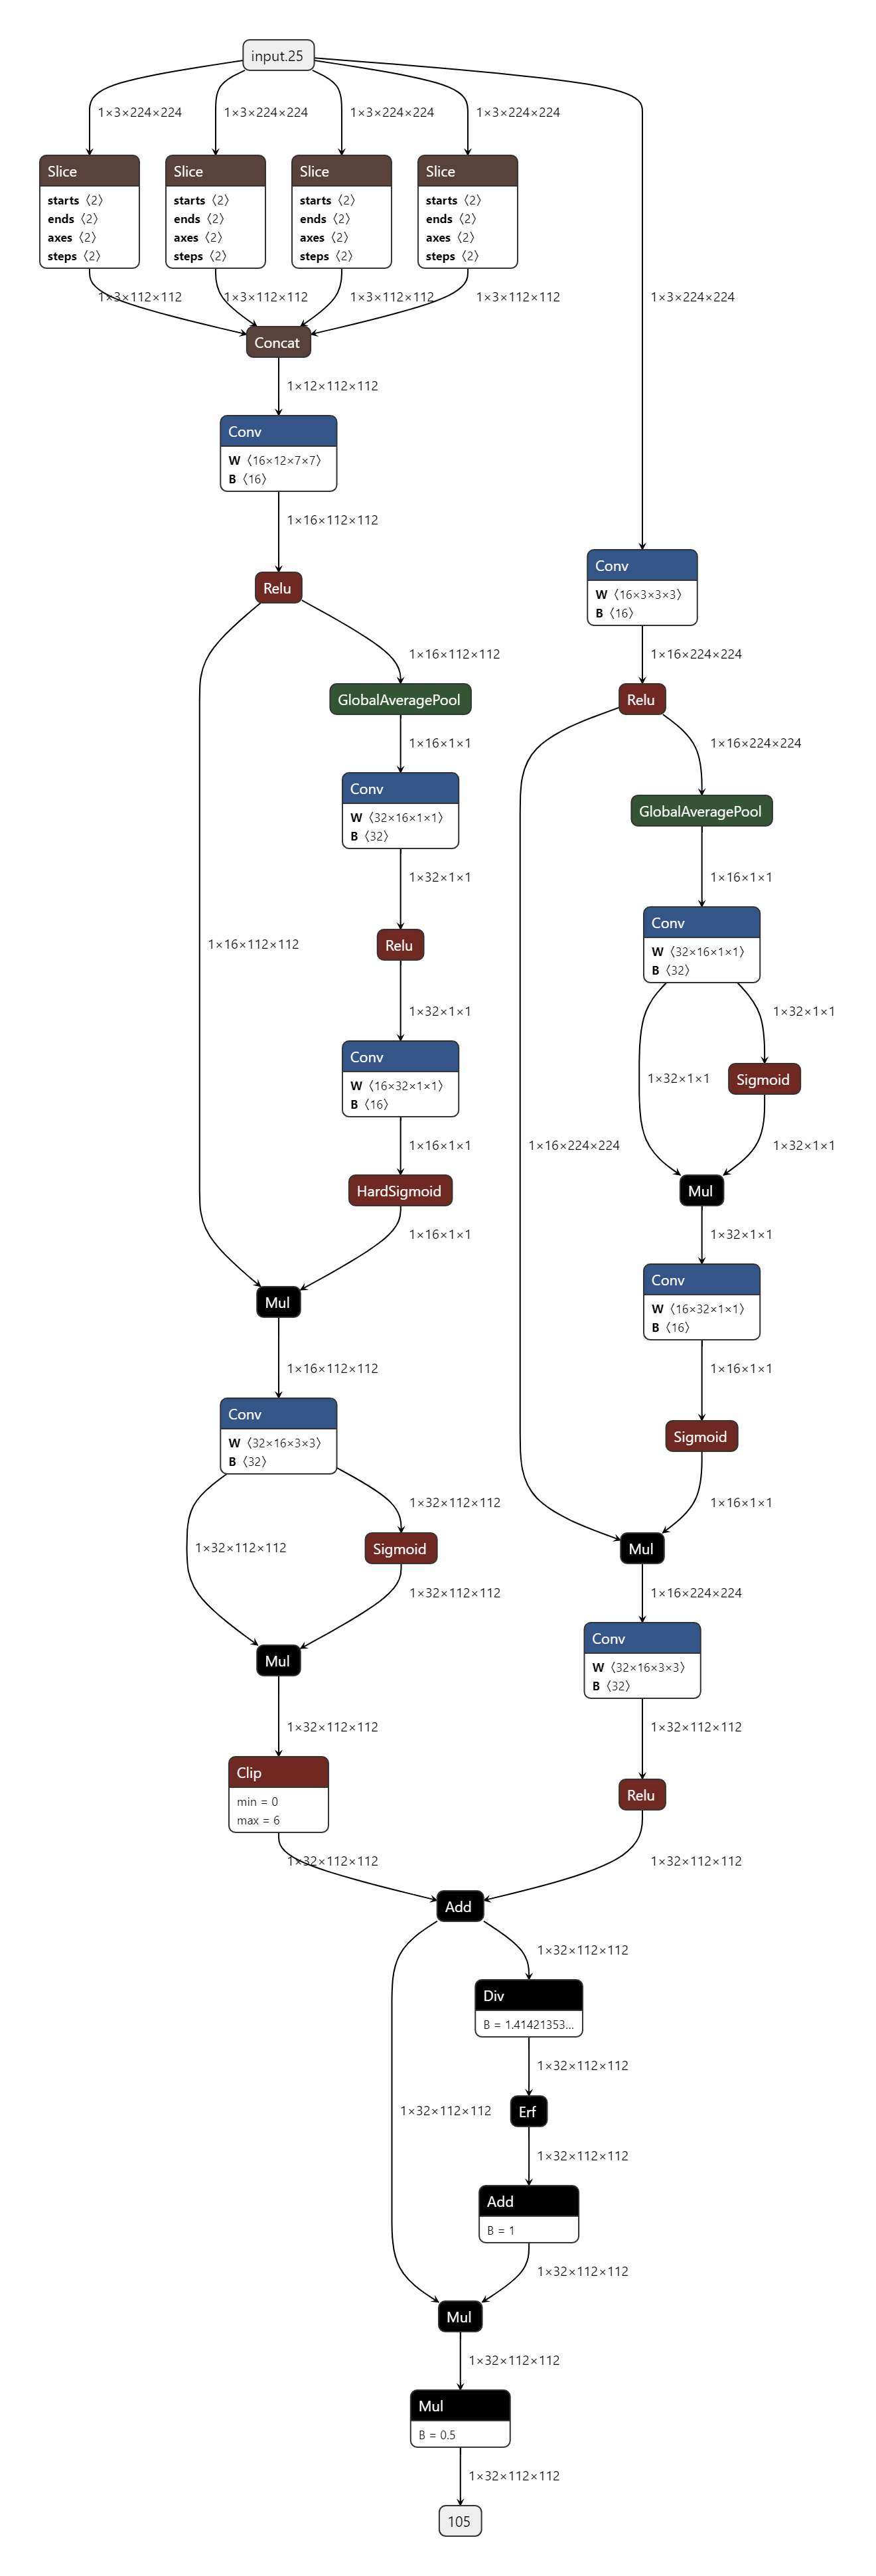 input.25
1×3×224×224
1×3×224×224
1×3×224×224
1×3×224×224
Slice
starts 〈2〉
ends 〈2〉
axes 〈2〉
steps 〈2〉
Slice
starts 〈2〉
ends 〈2〉
axes 〈2〉
steps 〈2〉
Slice
starts 〈2〉
ends 〈2〉
axes 〈2〉
steps 〈2〉
Slice
starts 〈2〉
ends 〈2〉
axes 〈2〉
steps 〈2〉
1×3×112×112
1×3×112×112
1×3×112×112
1×3×112×112
1×3×224×224
Concat
1×12×112×112
Conv
W 〈16×12×7×7〉
B 〈16〉
1×16×112×112
Relu
Conv
W 〈16×3×3×3〉
B 〈16〉
1×16×112×112
1×16×224×224
GlobalAveragePool
Relu
1×16×1×1
1×16×224×224
Conv
W 〈32×16×1×1〉
B 〈32〉
GlobalAveragePool
1×32×1×1
1×16×1×1
1×16×112×112
Relu
Conv
W 〈32×16×1×1〉
B 〈32〉
1×32×1×1
1×32×1×1
Conv
W 〈16×32×1×1〉
B 〈16〉
1×32×1×1
Sigmoid
1×16×1×1
1×16×224×224
1×32×1×1
HardSigmoid
Mul
1×16×1×1
1×32×1×1
Mul
Conv
W 〈16×32×1×1〉
B 〈16〉
1×16×112×112
1×16×1×1
Conv
W 〈32×16×3×3〉
B 〈32〉
Sigmoid
1×32×112×112
1×16×1×1
1×32×112×112
Sigmoid
Mul
1×32×112×112
1×16×224×224
Mul
Conv
W 〈32×16×3×3〉
B 〈32〉
1×32×112×112
1×32×112×112
Clip
min = 0
max = 6
Relu
1×32×112×112
1×32×112×112
Add
1×32×112×112
Div
B = 1.41421353...
1×32×112×112
1×32×112×112
Erf
1×32×112×112
Add
B = 1
1×32×112×112
Mul
1×32×112×112
Mul
B = 0.5
1×32×112×112
105